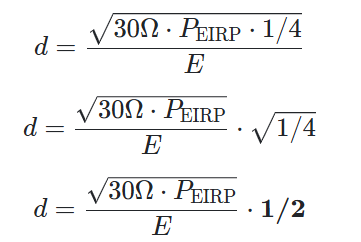 d = √(30Ω · P_EIRP · 1/4) / E
d = √(30Ω · P_EIRP) / E · √(1/4)
d = √(30Ω · P_EIRP) / E · 1/2